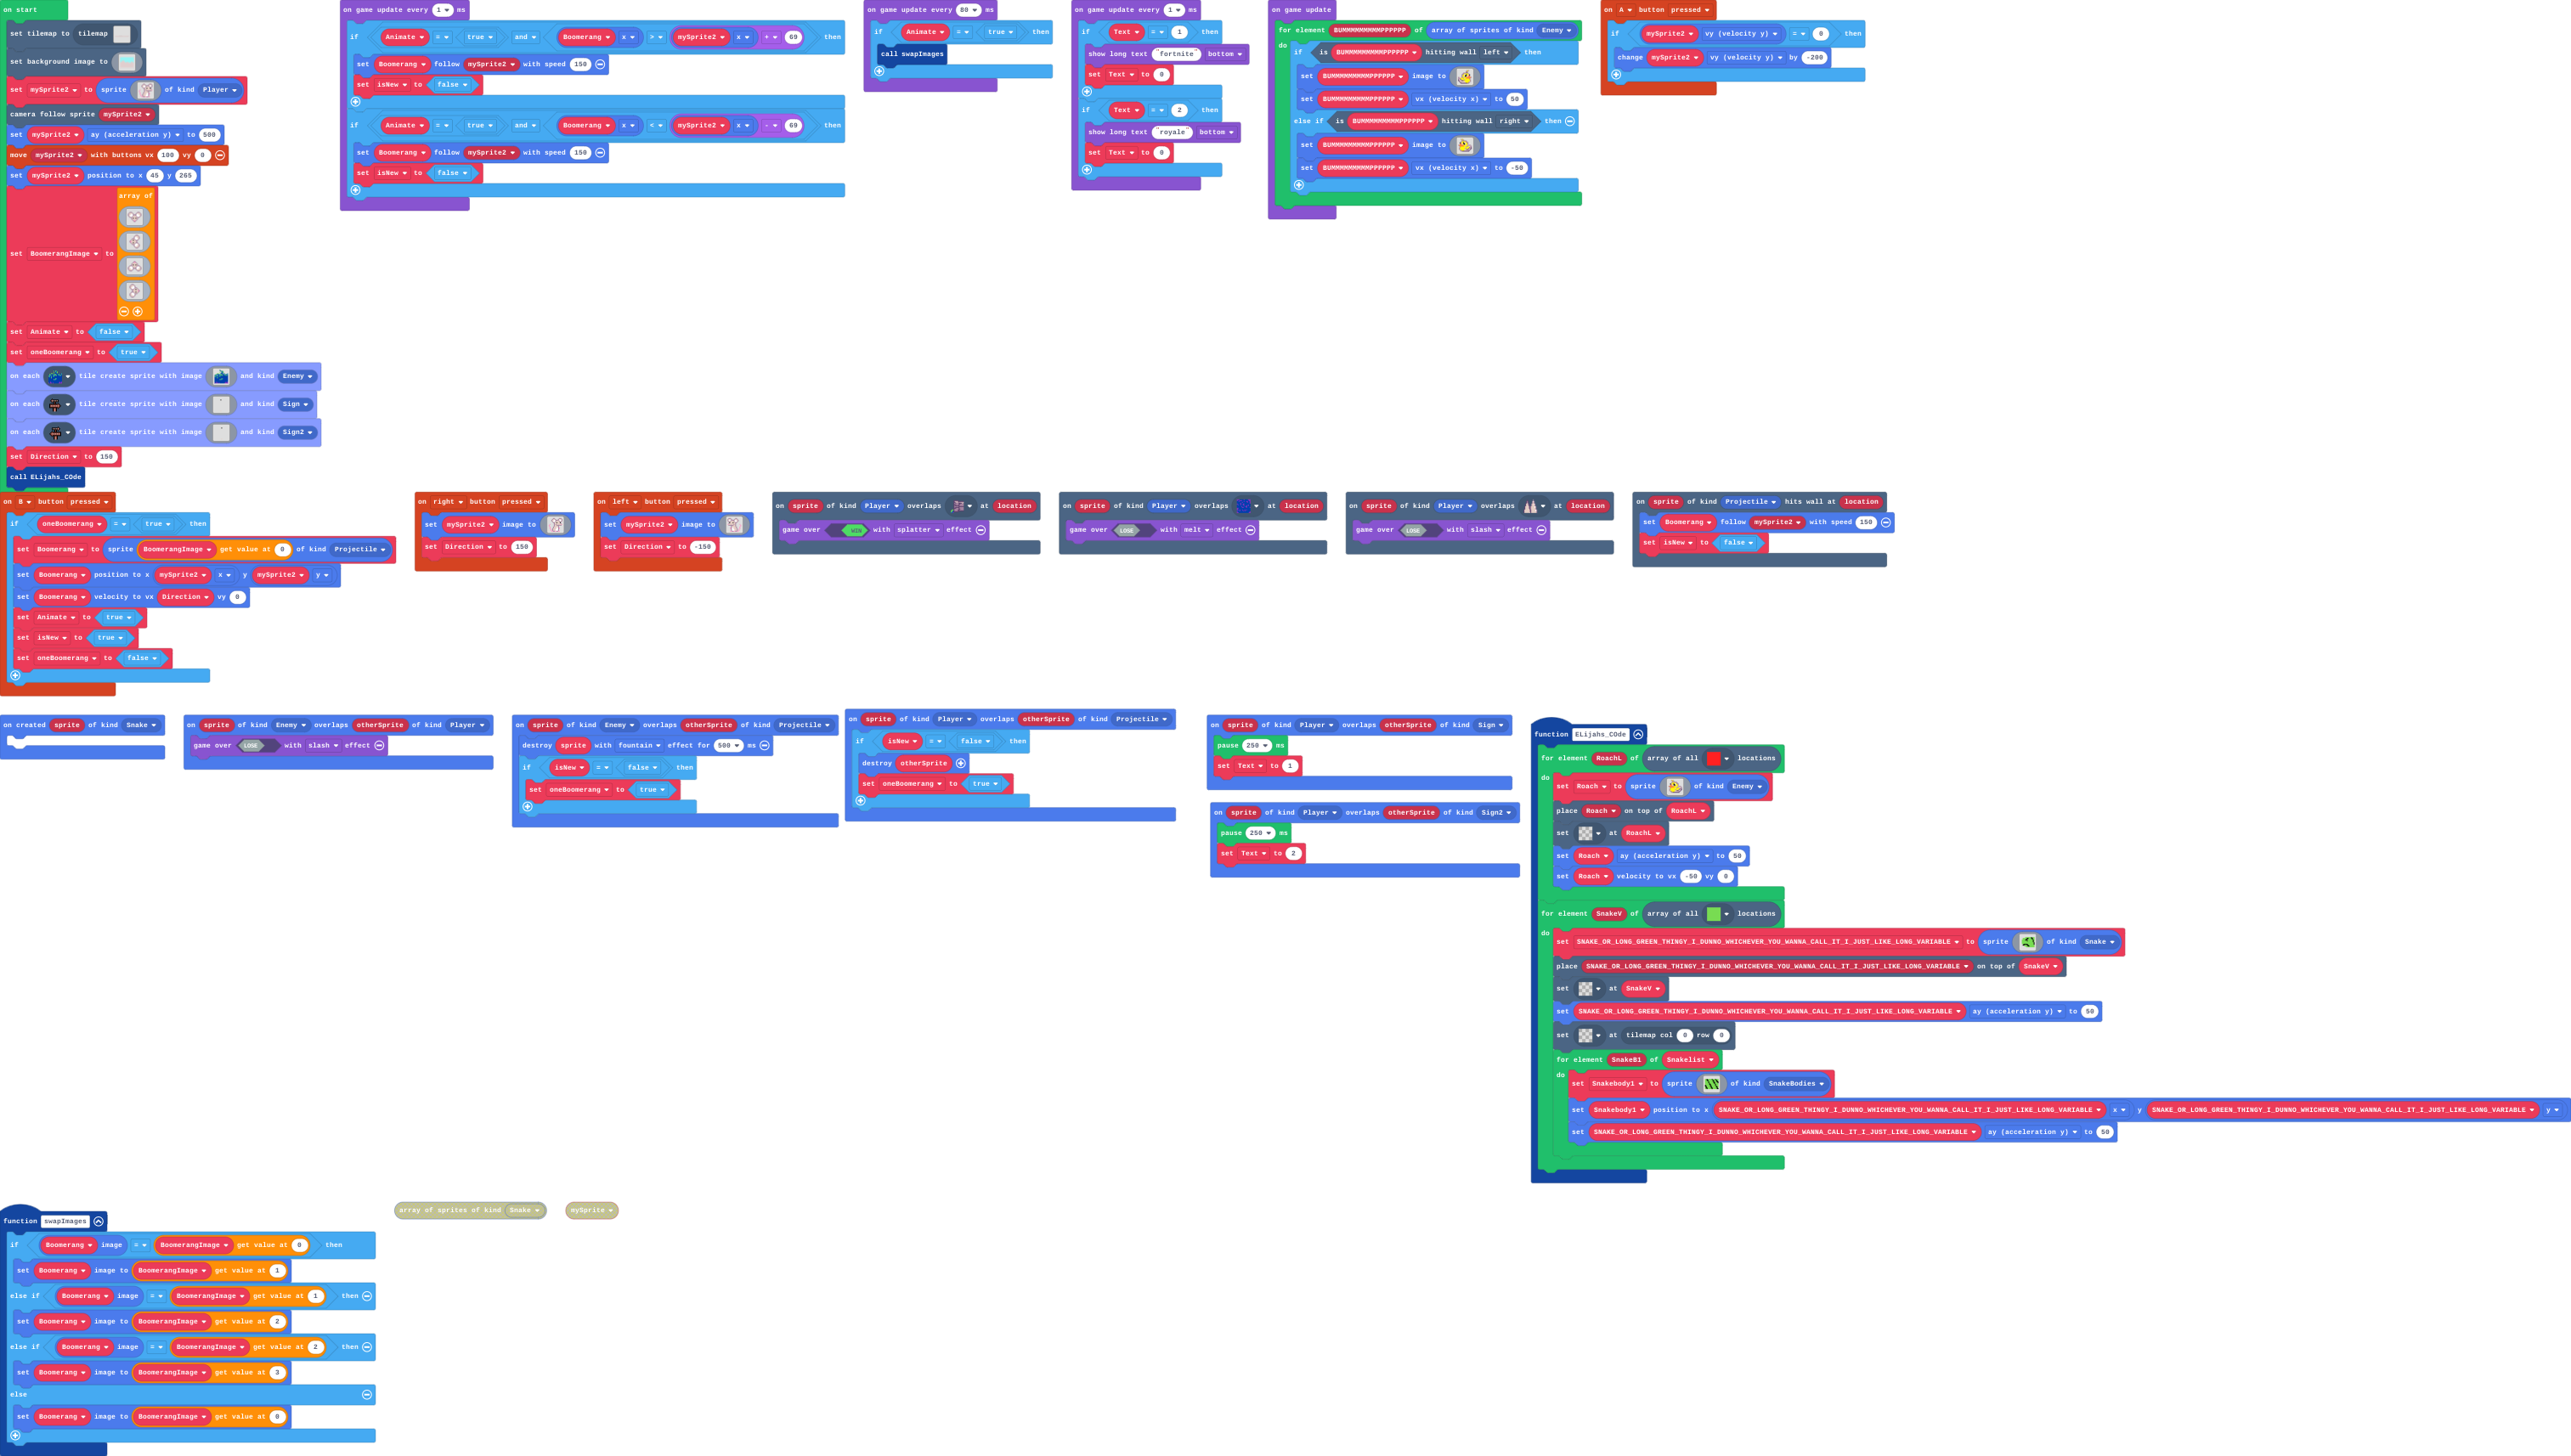 on start
set tilemap to tilemap
set background image to
set mySprite2 to sprite of kind Player
camera follow sprite mySprite2
set mySprite2 ay (acceleration y) to 500
move mySprite2 with buttons vx 100 vy 0
set mySprite2 position to x 45 y 265
set BoomerangImage to array of
set Animate to false
set oneBoomerang to true
on each tile create sprite with image and kind Enemy
on each tile create sprite with image and kind Sign
on each tile create sprite with image and kind Sign2
set Direction to 150
call ELijahs_COde
on game update every 1 ms
if Animate = true and Boomerang x > mySprite2 x + 69 then
set Boomerang follow mySprite2 with speed 150
set isNew to false
if Animate = true and Boomerang x < mySprite2 x - 69 then
set Boomerang follow mySprite2 with speed 150
set isNew to false
on game update every 80 ms
if Animate = true then
call swapImages
on game update every 1 ms
if Text = 1 then
show long text "fortnite" bottom
set Text to 0
if Text = 2 then
show long text "royale" bottom
set Text to 0
on game update
for element BUMMMMMMMMMPPPPPP of array of sprites of kind Enemy
do if is BUMMMMMMMMMPPPPPP hitting wall left then
set BUMMMMMMMMMPPPPPP image to
set BUMMMMMMMMMPPPPPP vx (velocity x) to 50
else if is BUMMMMMMMMMPPPPPP hitting wall right then
set BUMMMMMMMMMPPPPPP image to
set BUMMMMMMMMMPPPPPP vx (velocity x) to -50
on A button pressed
if mySprite2 vy (velocity y) = 0 then
change mySprite2 vy (velocity y) by -200
on B button pressed
if oneBoomerang = true then
set Boomerang to sprite BoomerangImage get value at 0 of kind Projectile
set Boomerang position to x mySprite2 x y mySprite2 y
set Boomerang velocity to vx Direction vy 0
set Animate to true
set isNew to true
set oneBoomerang to false
on right button pressed
set mySprite2 image to
set Direction to 150
on left button pressed
set mySprite2 image to
set Direction to -150
on sprite of kind Player overlaps at location
game over WIN with splatter effect
on sprite of kind Player overlaps at location
game over LOSE with melt effect
on sprite of kind Player overlaps at location
game over LOSE with slash effect
on sprite of kind Projectile hits wall at location
set Boomerang follow mySprite2 with speed 150
set isNew to false
on created sprite of kind Snake
on sprite of kind Enemy overlaps otherSprite of kind Player
game over LOSE with slash effect
on sprite of kind Enemy overlaps otherSprite of kind Projectile
destroy sprite with fountain effect for 500 ms
if isNew = false then
set oneBoomerang to true
on sprite of kind Player overlaps otherSprite of kind Projectile
if isNew = false then
destroy otherSprite
set oneBoomerang to true
on sprite of kind Player overlaps otherSprite of kind Sign
pause 250 ms
set Text to 1
on sprite of kind Player overlaps otherSprite of kind Sign2
pause 250 ms
set Text to 2
function ELijahs_COde
for element RoachL of array of all locations
do set Roach to sprite of kind Enemy
place Roach on top of RoachL
set at RoachL
set Roach ay (acceleration y) to 50
set Roach velocity to vx -50 vy 0
for element SnakeV of array of all locations
do set SNAKE_OR_LONG_GREEN_THINGY_I_DUNNO_WHICHEVER_YOU_WANNA_CALL_IT_I_JUST_LIKE_LONG_VARIABLE to sprite of kind Snake
place SNAKE_OR_LONG_GREEN_THINGY_I_DUNNO_WHICHEVER_YOU_WANNA_CALL_IT_I_JUST_LIKE_LONG_VARIABLE on top of SnakeV
set at SnakeV
set SNAKE_OR_LONG_GREEN_THINGY_I_DUNNO_WHICHEVER_YOU_WANNA_CALL_IT_I_JUST_LIKE_LONG_VARIABLE ay (acceleration y) to 50
set at tilemap col 0 row 0
for element SnakeB1 of Snakelist
do set Snakebody1 to sprite of kind SnakeBodies
set Snakebody1 position to x SNAKE_OR_LONG_GREEN_THINGY_I_DUNNO_WHICHEVER_YOU_WANNA_CALL_IT_I_JUST_LIKE_LONG_VARIABLE x y SNAKE_OR_LONG_GREEN_THINGY_I_DUNNO_WHICHEVER_YOU_WANNA_CALL_IT_I_JUST_LIKE_LONG_VARIABLE y
set SNAKE_OR_LONG_GREEN_THINGY_I_DUNNO_WHICHEVER_YOU_WANNA_CALL_IT_I_JUST_LIKE_LONG_VARIABLE ay (acceleration y) to 50
function swapImages
if Boomerang image = BoomerangImage get value at 0 then
set Boomerang image to BoomerangImage get value at 1
else if Boomerang image = BoomerangImage get value at 1 then
set Boomerang image to BoomerangImage get value at 2
else if Boomerang image = BoomerangImage get value at 2 then
set Boomerang image to BoomerangImage get value at 3
else
set Boomerang image to BoomerangImage get value at 0
array of sprites of kind Snake
mySprite